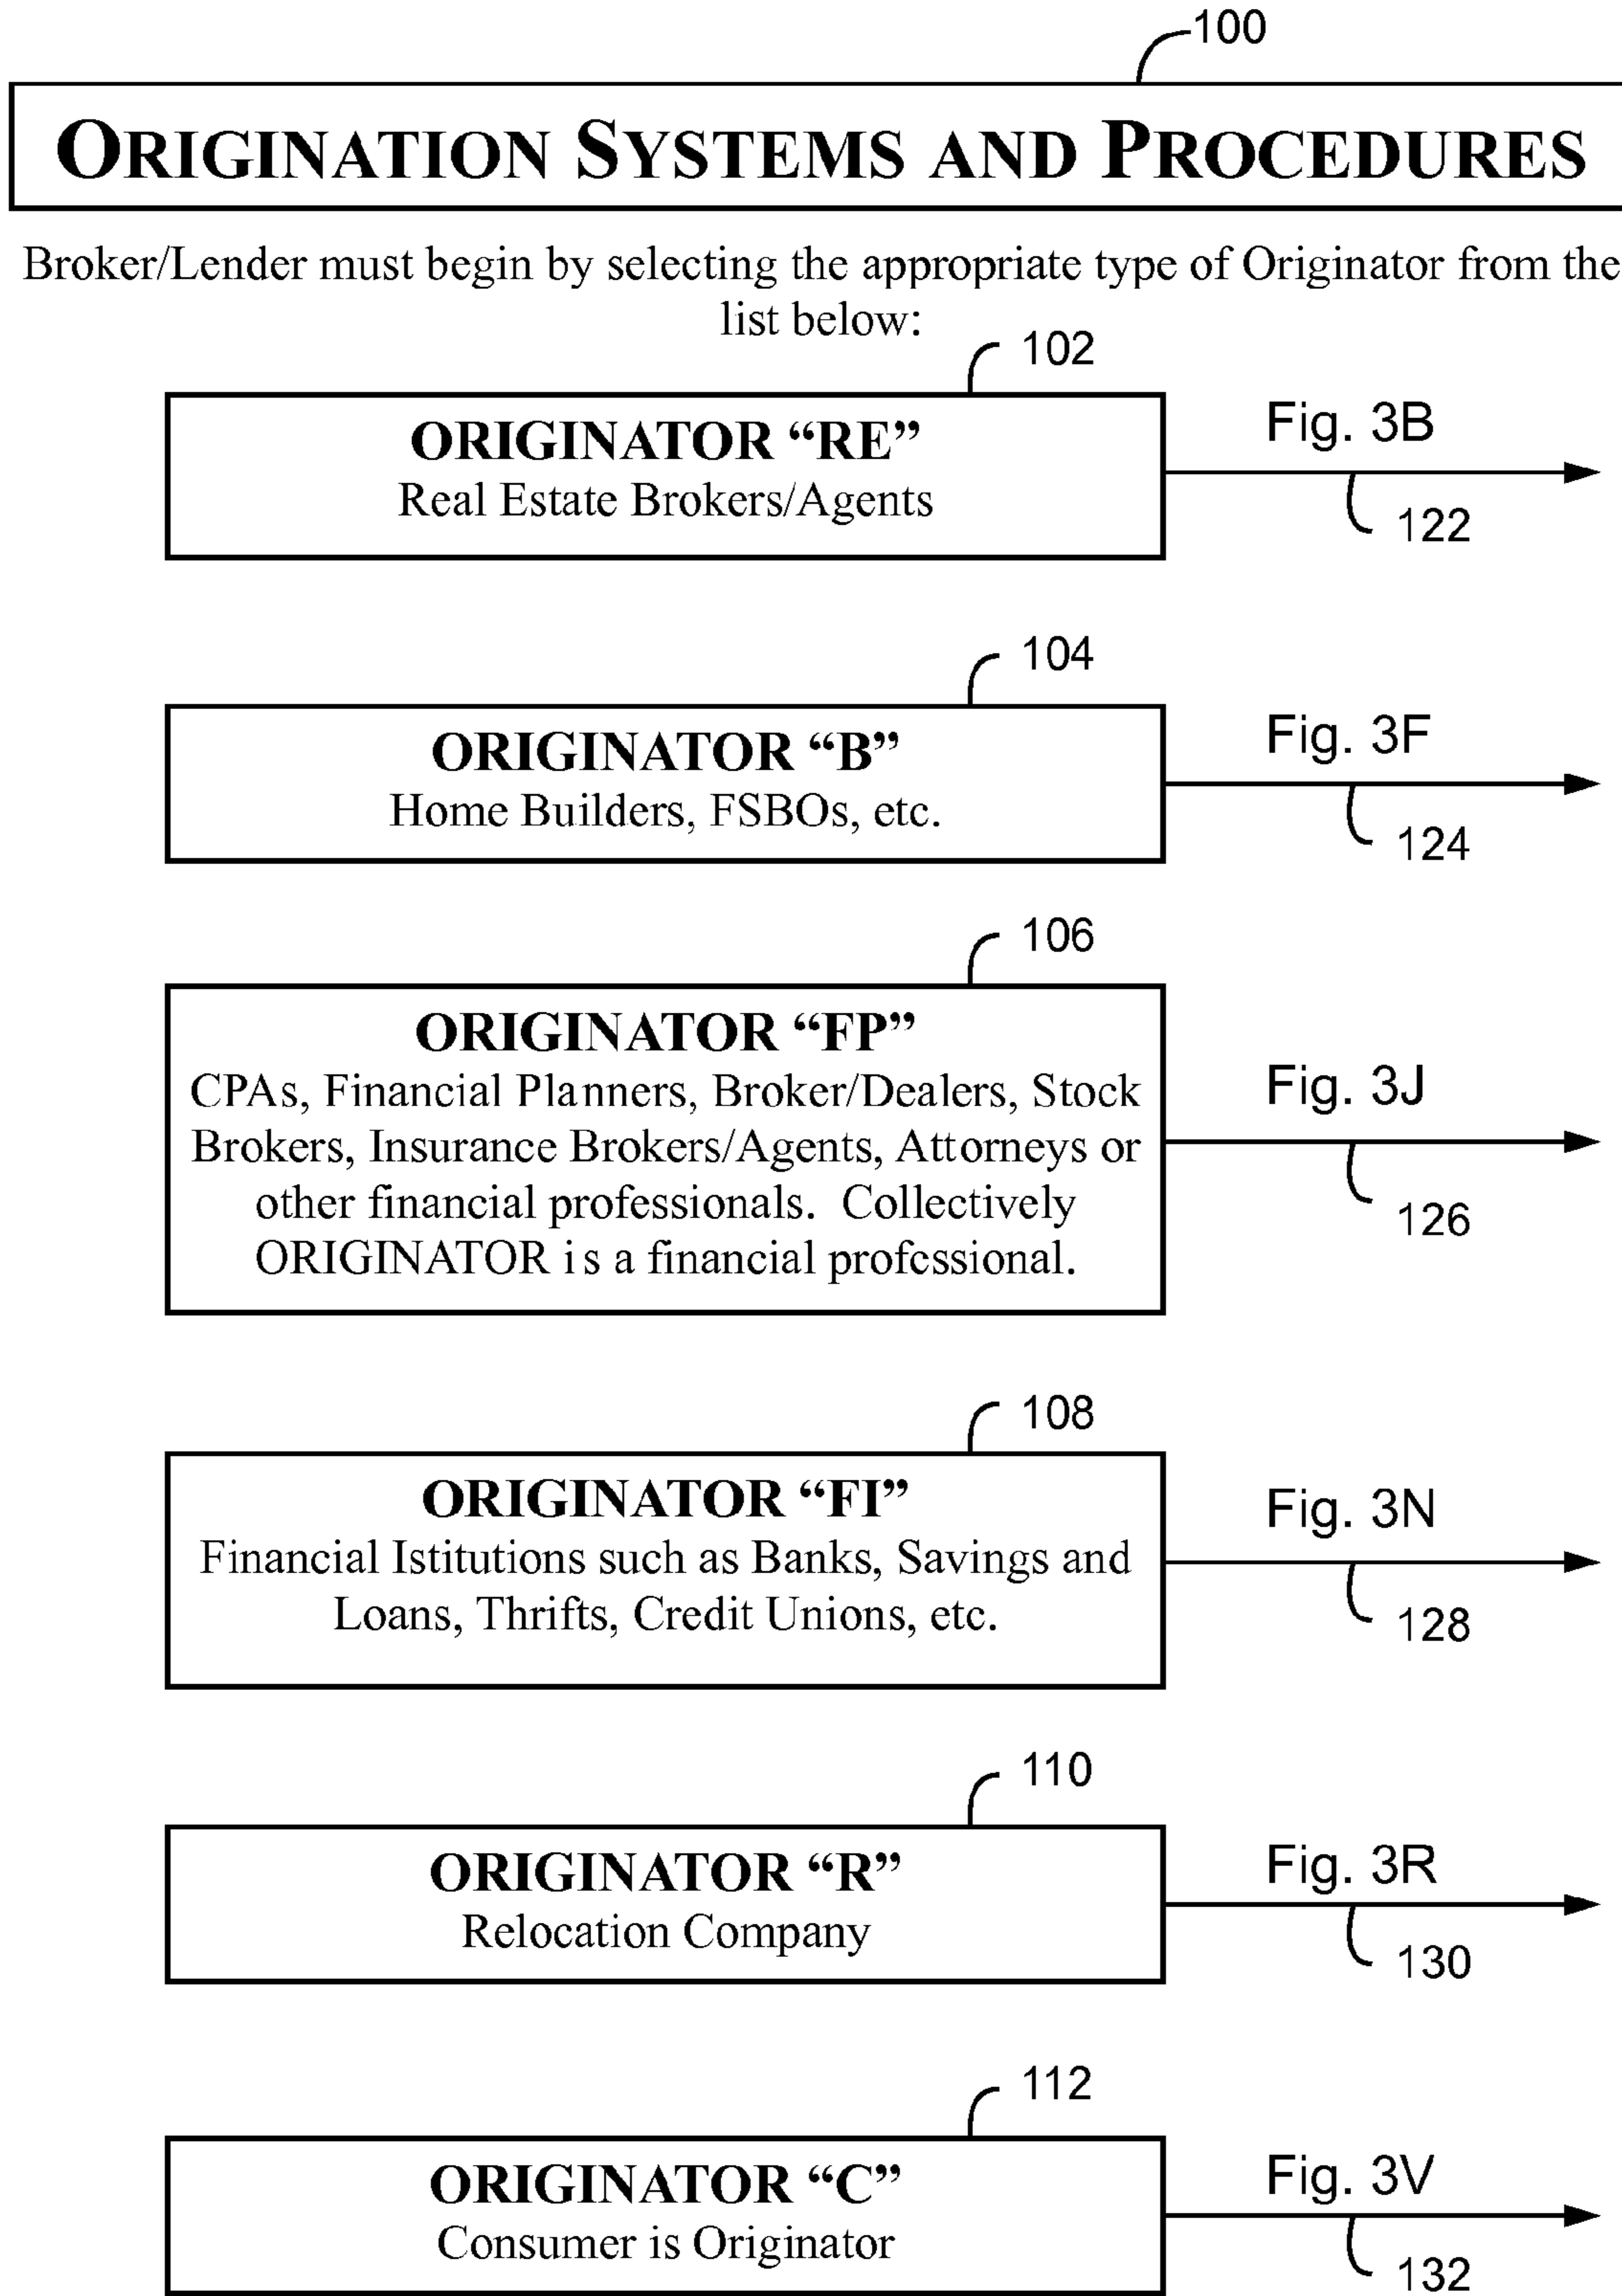 100
ORIGINATION SYSTEMS AND PROCEDURES
Broker/Lender must begin by selecting the appropriate type of Originator from the
list below:
102
ORIGINATOR “RE”
Real Estate Brokers/Agents
Fig. 3B
122
104
ORIGINATOR “B”
Home Builders, FSBOs, etc.
Fig. 3F
124
106
ORIGINATOR “FP”
CPAs, Financial Planners, Broker/Dealers, Stock
Brokers, Insurance Brokers/Agents, Attorneys or
other financial professionals.  Collectively
ORIGINATOR is a financial professional.
Fig. 3J
126
108
ORIGINATOR “FI”
Financial Istitutions such as Banks, Savings and
Loans, Thrifts, Credit Unions, etc.
Fig. 3N
128
110
ORIGINATOR “R”
Relocation Company
Fig. 3R
130
112
ORIGINATOR “C”
Consumer is Originator
Fig. 3V
132